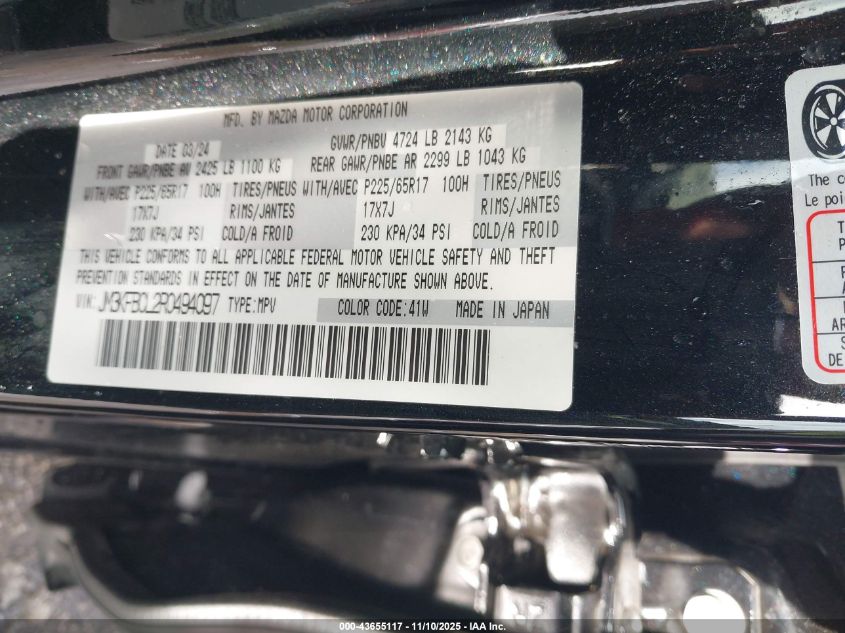 MFD. BY MAZDA MOTOR CORPORATION
DATE 03/24 GVWR/PNBV 4724 LB 2143 KG
FRONT GAWR/PNBE AV 2425 LB 1100 KG REAR GAWR/PNBE AR 2299 LB 1043 KG
WITH/AVEC P225/65R17 100H TIRES/PNEUS WITH/AVEC P225/65R17 100H TIRES/PNEUS
17X7J RIMS/JANTES 17X7J RIMS/JANTES
230 KPA/34 PSI COLD/A FROID 230 KPA/34 PSI COLD/A FROID
THIS VEHICLE CONFORMS TO ALL APPLICABLE FEDERAL MOTOR VEHICLE SAFETY AND THEFT
PREVENTION STANDARDS IN EFFECT ON THE DATE OF MANUFACTURE SHOWN ABOVE.
VIN: JM3KFBCL2R0494097 TYPE:MPV COLOR CODE:41W MADE IN JAPAN
The c
Le poi
T
P
A
AR
S
DE
000-43655117 - 11/10/2025 - IAA Inc.